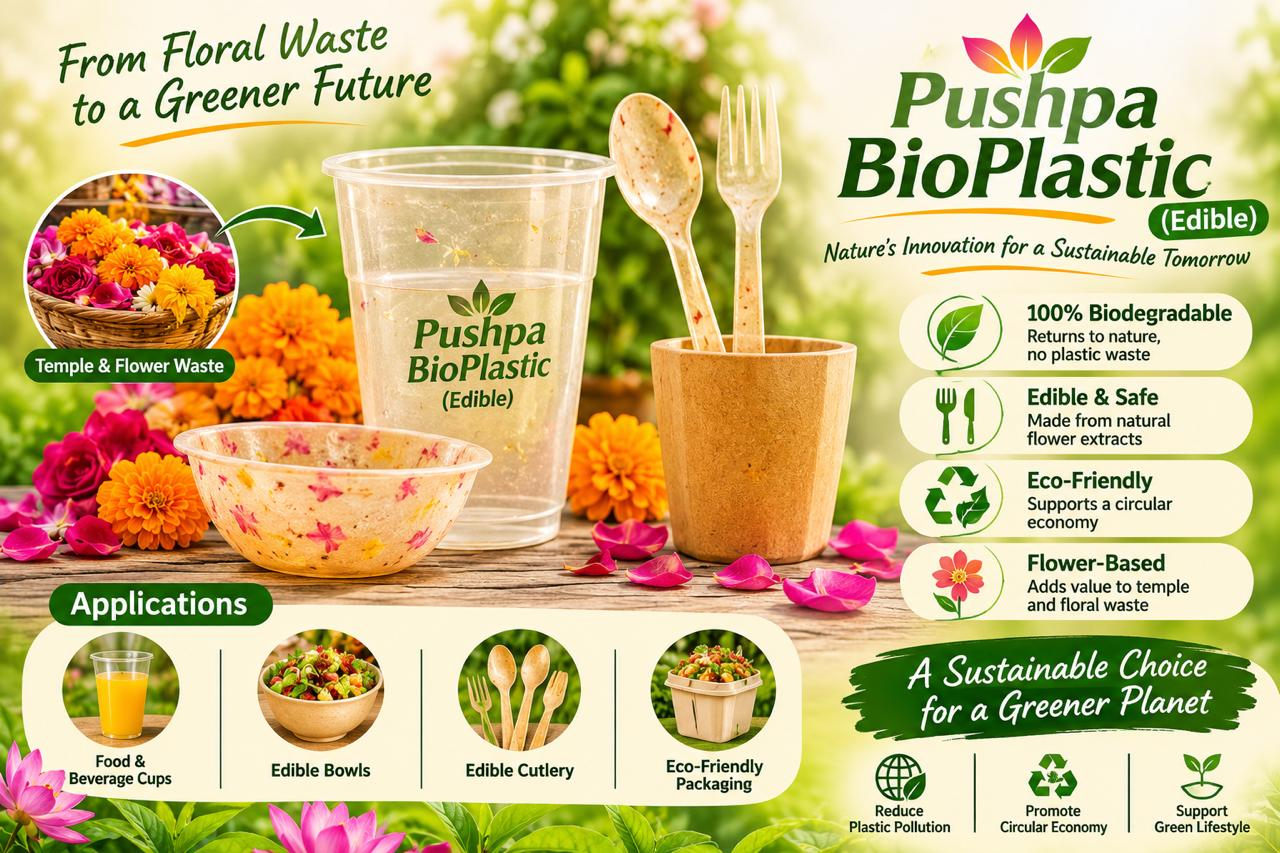 From Floral Waste
to a Greener Future
Temple & Flower Waste
Pushpa
BioPlastic
(Edible)
Pushpa
BioPlastic
(Edible)
Nature's Innovation for a Sustainable Tomorrow
100% Biodegradable
Returns to nature,
no plastic waste
Edible & Safe
Made from natural
flower extracts
Eco-Friendly
Supports a circular
economy
Flower-Based
Adds value to temple
and floral waste
Applications
Food &
Beverage Cups
Edible Bowls
Edible Cutlery
Eco-Friendly
Packaging
A Sustainable Choice
for a Greener Planet
Reduce
Plastic Pollution
Promote
Circular Economy
Support
Green Lifestyle